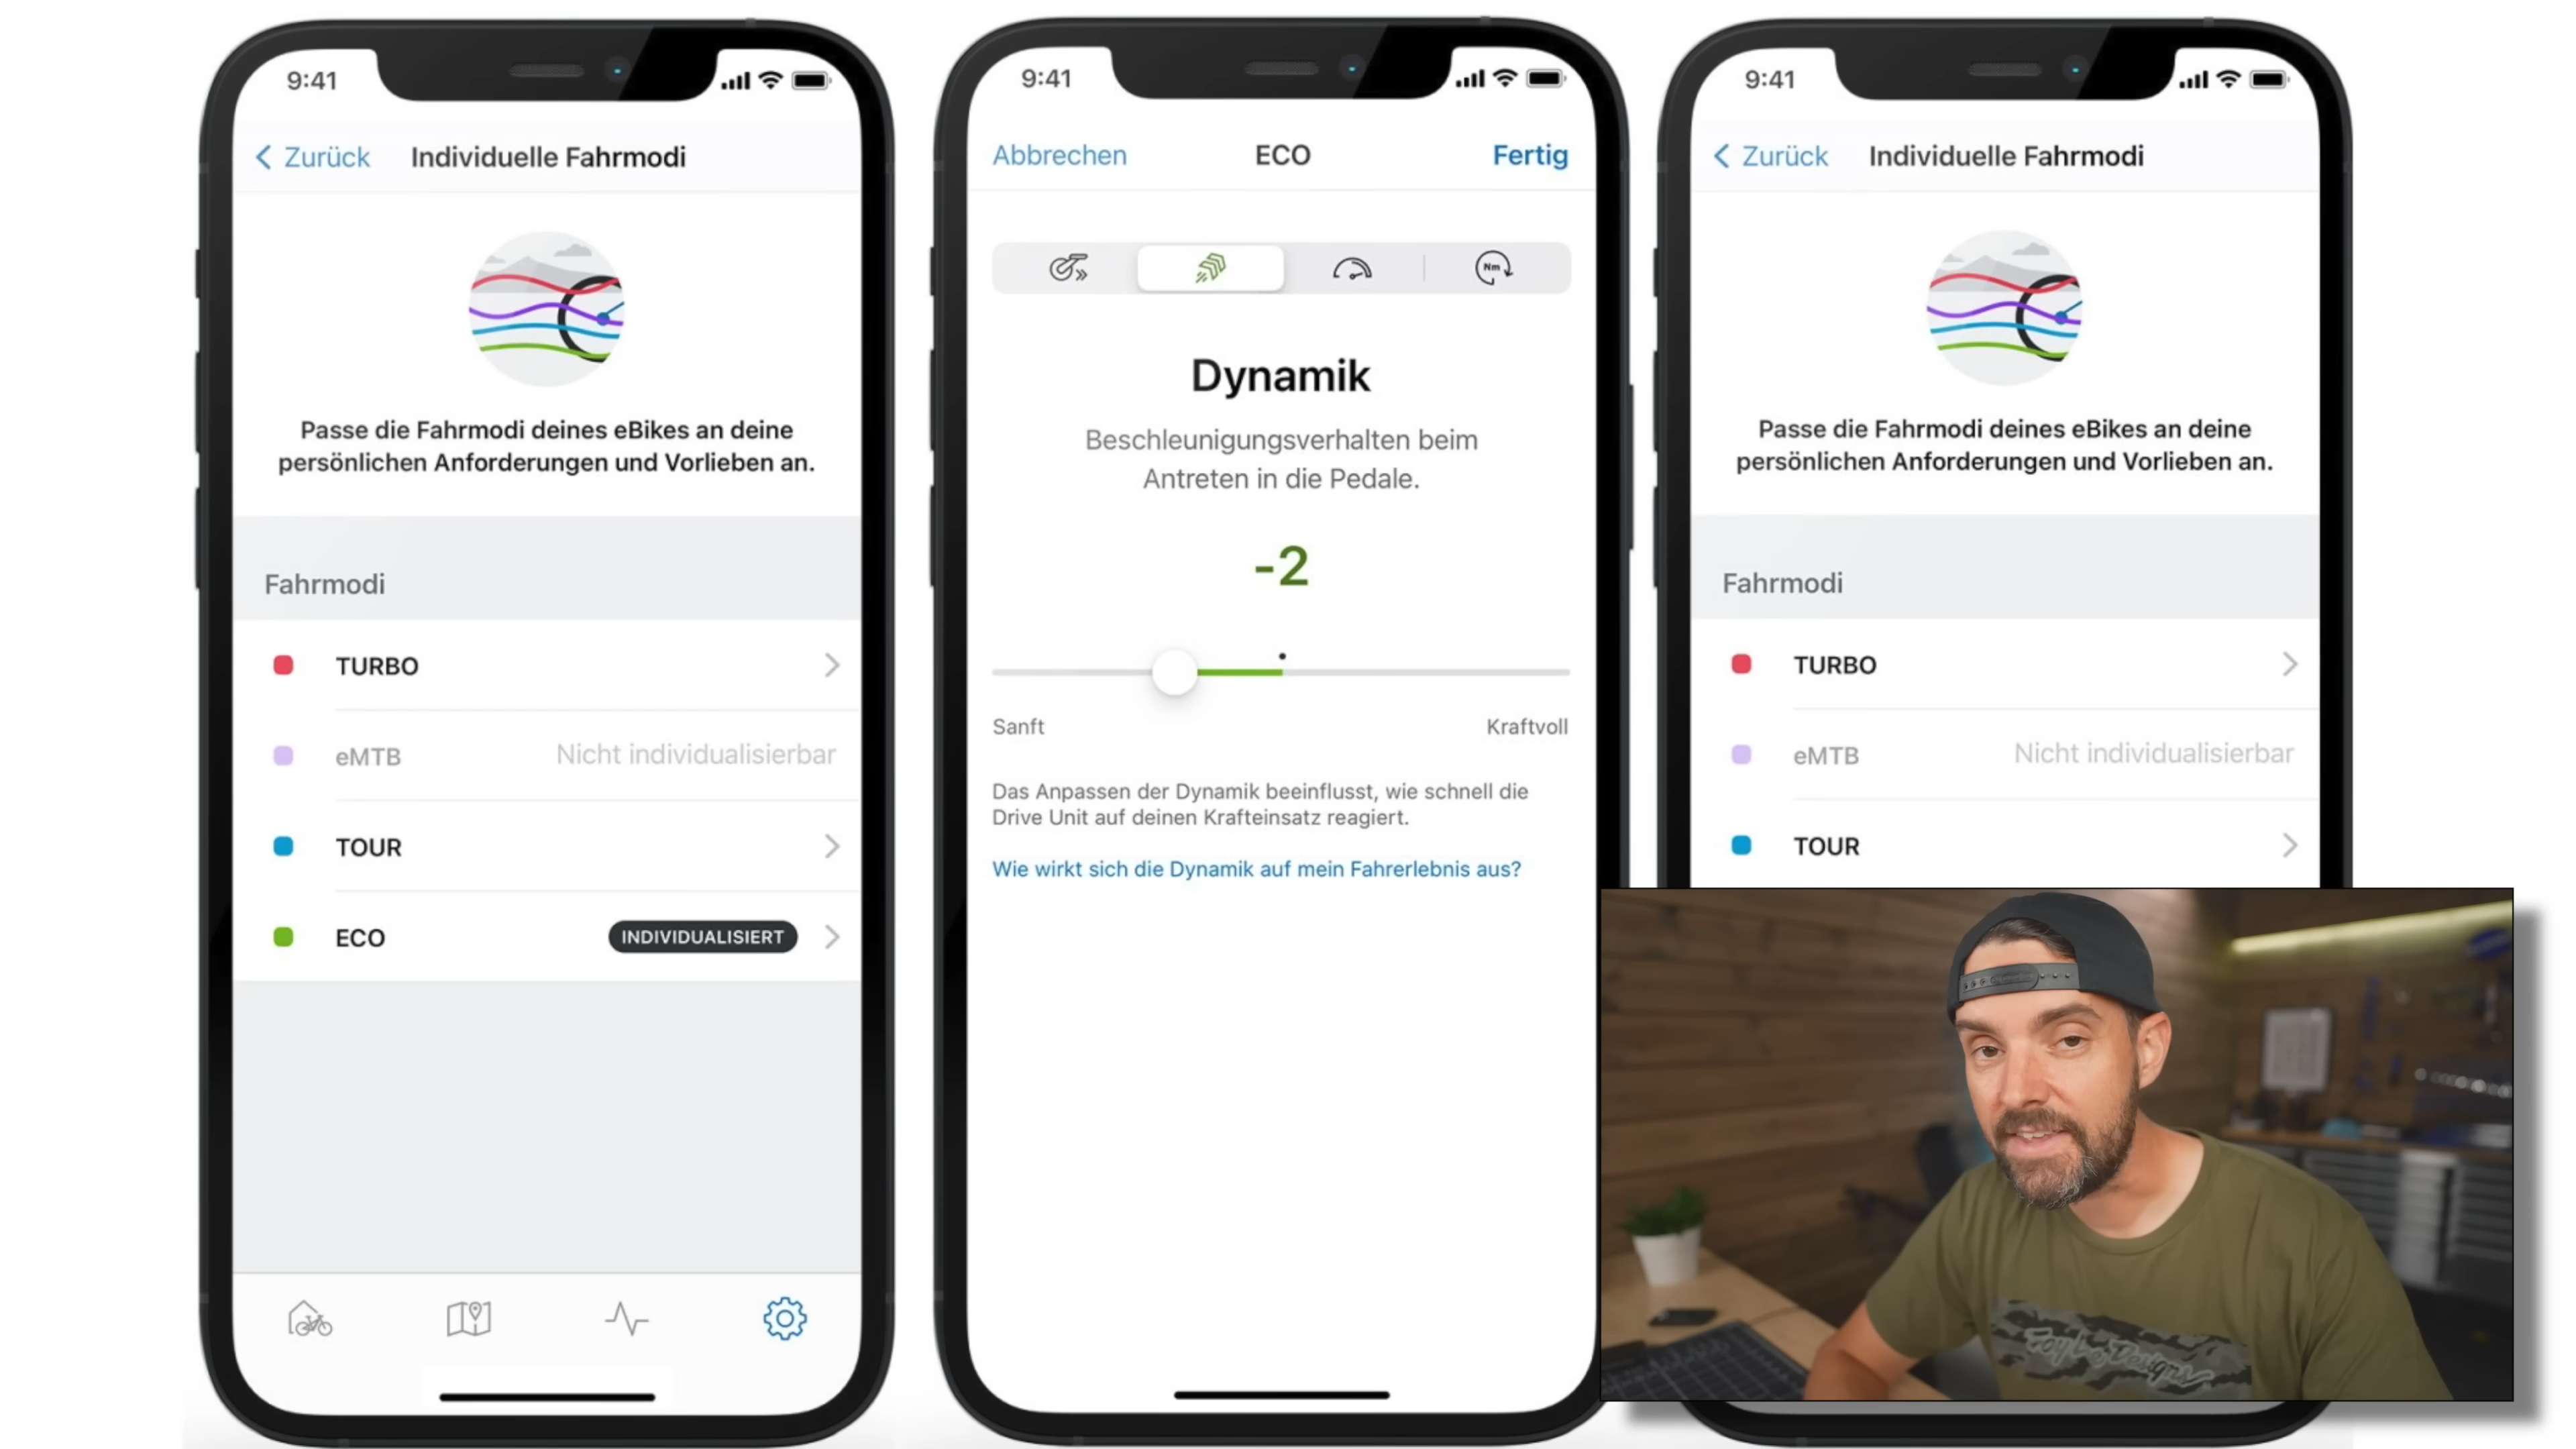 9:41
Zurück Individuelle Fahrmodi
Passe die Fahrmodi deines eBikes an deine
persönlichen Anforderungen und Vorlieben an.
Fahrmodi
TURBO
eMTB Nicht individualisierbar
TOUR
ECO INDIVIDUALISIERT
9:41
Abbrechen ECO Fertig
Nm
Dynamik
Beschleunigungsverhalten beim
Antreten in die Pedale.
-2
Sanft Kraftvoll
Das Anpassen der Dynamik beeinflusst, wie schnell die
Drive Unit auf deinen Krafteinsatz reagiert.
Wie wirkt sich die Dynamik auf mein Fahrerlebnis aus?
9:41
Zurück Individuelle Fahrmodi
Passe die Fahrmodi deines eBikes an deine
persönlichen Anforderungen und Vorlieben an.
Fahrmodi
TURBO
eMTB Nicht individualisierbar
TOUR
Troy Lee Designs